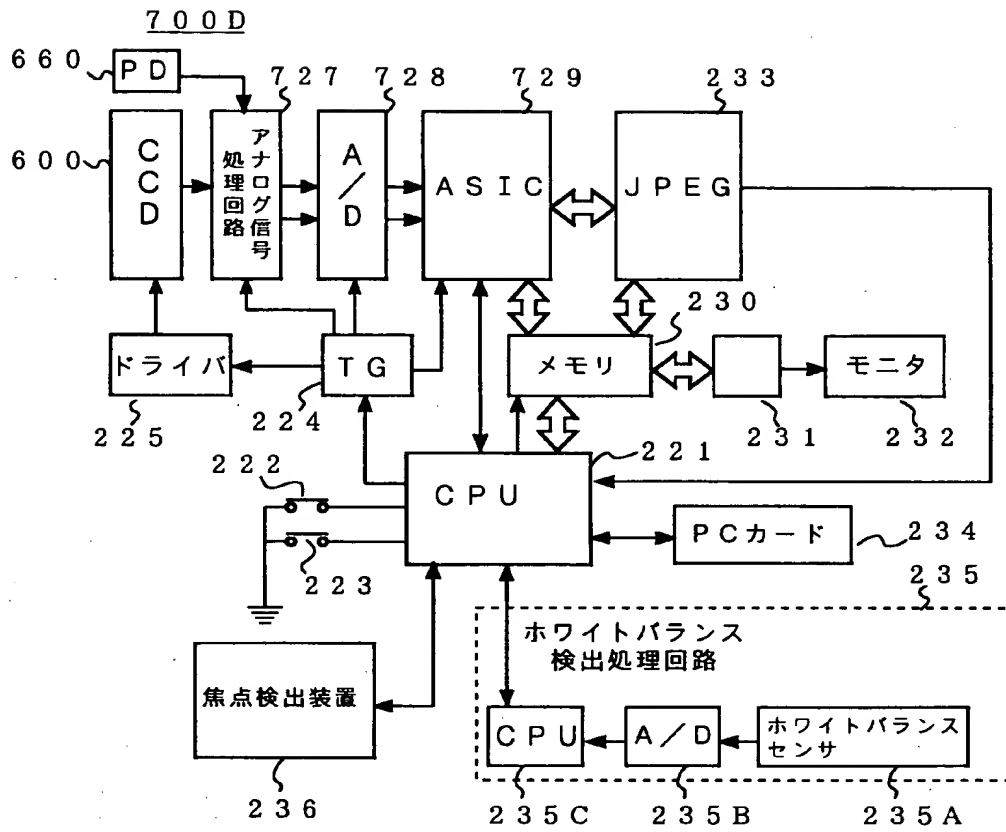 700D
660
PD
727
728
729
233
600
CCD
アナログ信号
処理回路
A/D
ASIC
JPEG
230
ドライバ
TG
メモリ
モニタ
225
224
231
232
222
221
CPU
223
PCカード
234
235
ホワイトバランス
検出処理回路
焦点検出装置
CPU
A/D
ホワイトバランス
センサ
236
235C
235B
235A